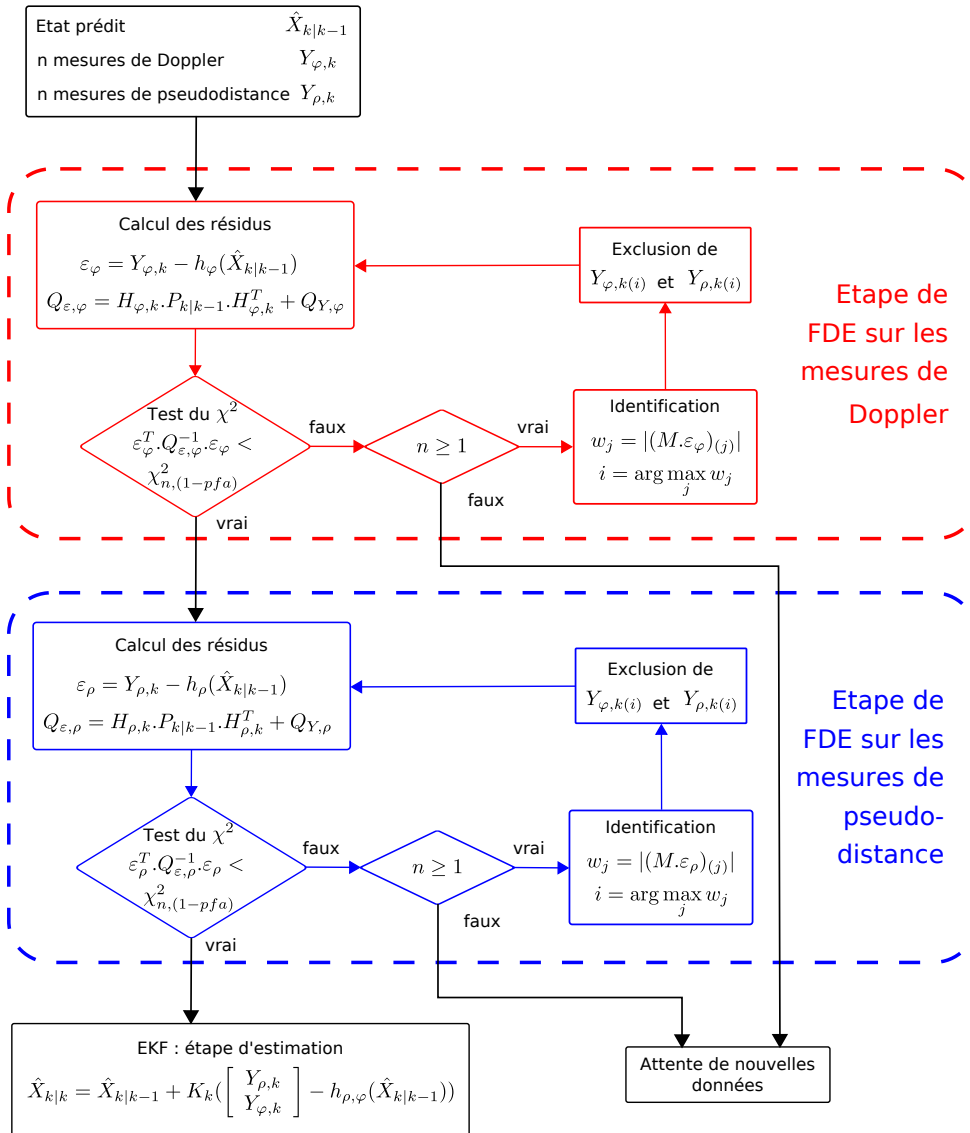 Etat prédit $\hat{X}_{k|k-1}$
n mesures de Doppler $Y_{\varphi,k}$
n mesures de pseudodistance $Y_{\rho,k}$
Calcul des résidus
$\varepsilon_{\varphi} = Y_{\varphi,k} - h_{\varphi}(\hat{X}_{k|k-1})$
$Q_{\varepsilon,\varphi} = H_{\varphi,k}.P_{k|k-1}.H_{\varphi,k}^{T} + Q_{Y,\varphi}$
Exclusion de
$Y_{\varphi,k(i)}$ et $Y_{\rho,k(i)}$
Etape de
FDE sur les
mesures de
Doppler
Test du $\chi^2$
$\varepsilon_{\varphi}^{T}.Q_{\varepsilon,\varphi}^{-1}.\varepsilon_{\varphi} <$
$\chi^2_{n,(1-pfa)}$
faux
$n \geq 1$
vrai
Identification
$w_j = |(M.\varepsilon_{\varphi})_{(j)}|$
$i = \arg\max_j w_j$
faux
vrai
Calcul des résidus
$\varepsilon_{\rho} = Y_{\rho,k} - h_{\rho}(\hat{X}_{k|k-1})$
$Q_{\varepsilon,\rho} = H_{\rho,k}.P_{k|k-1}.H_{\rho,k}^{T} + Q_{Y,\rho}$
Exclusion de
$Y_{\varphi,k(i)}$ et $Y_{\rho,k(i)}$
Etape de
FDE sur les
mesures de
pseudo-
distance
Test du $\chi^2$
$\varepsilon_{\rho}^{T}.Q_{\varepsilon,\rho}^{-1}.\varepsilon_{\rho} <$
$\chi^2_{n,(1-pfa)}$
faux
$n \geq 1$
vrai
Identification
$w_j = |(M.\varepsilon_{\rho})_{(j)}|$
$i = \arg\max_j w_j$
faux
vrai
EKF : étape d'estimation
$\hat{X}_{k|k} = \hat{X}_{k|k-1} + K_k(\begin{bmatrix} Y_{\rho,k} \\ Y_{\varphi,k} \end{bmatrix} - h_{\rho,\varphi}(\hat{X}_{k|k-1}))$
Attente de nouvelles
données